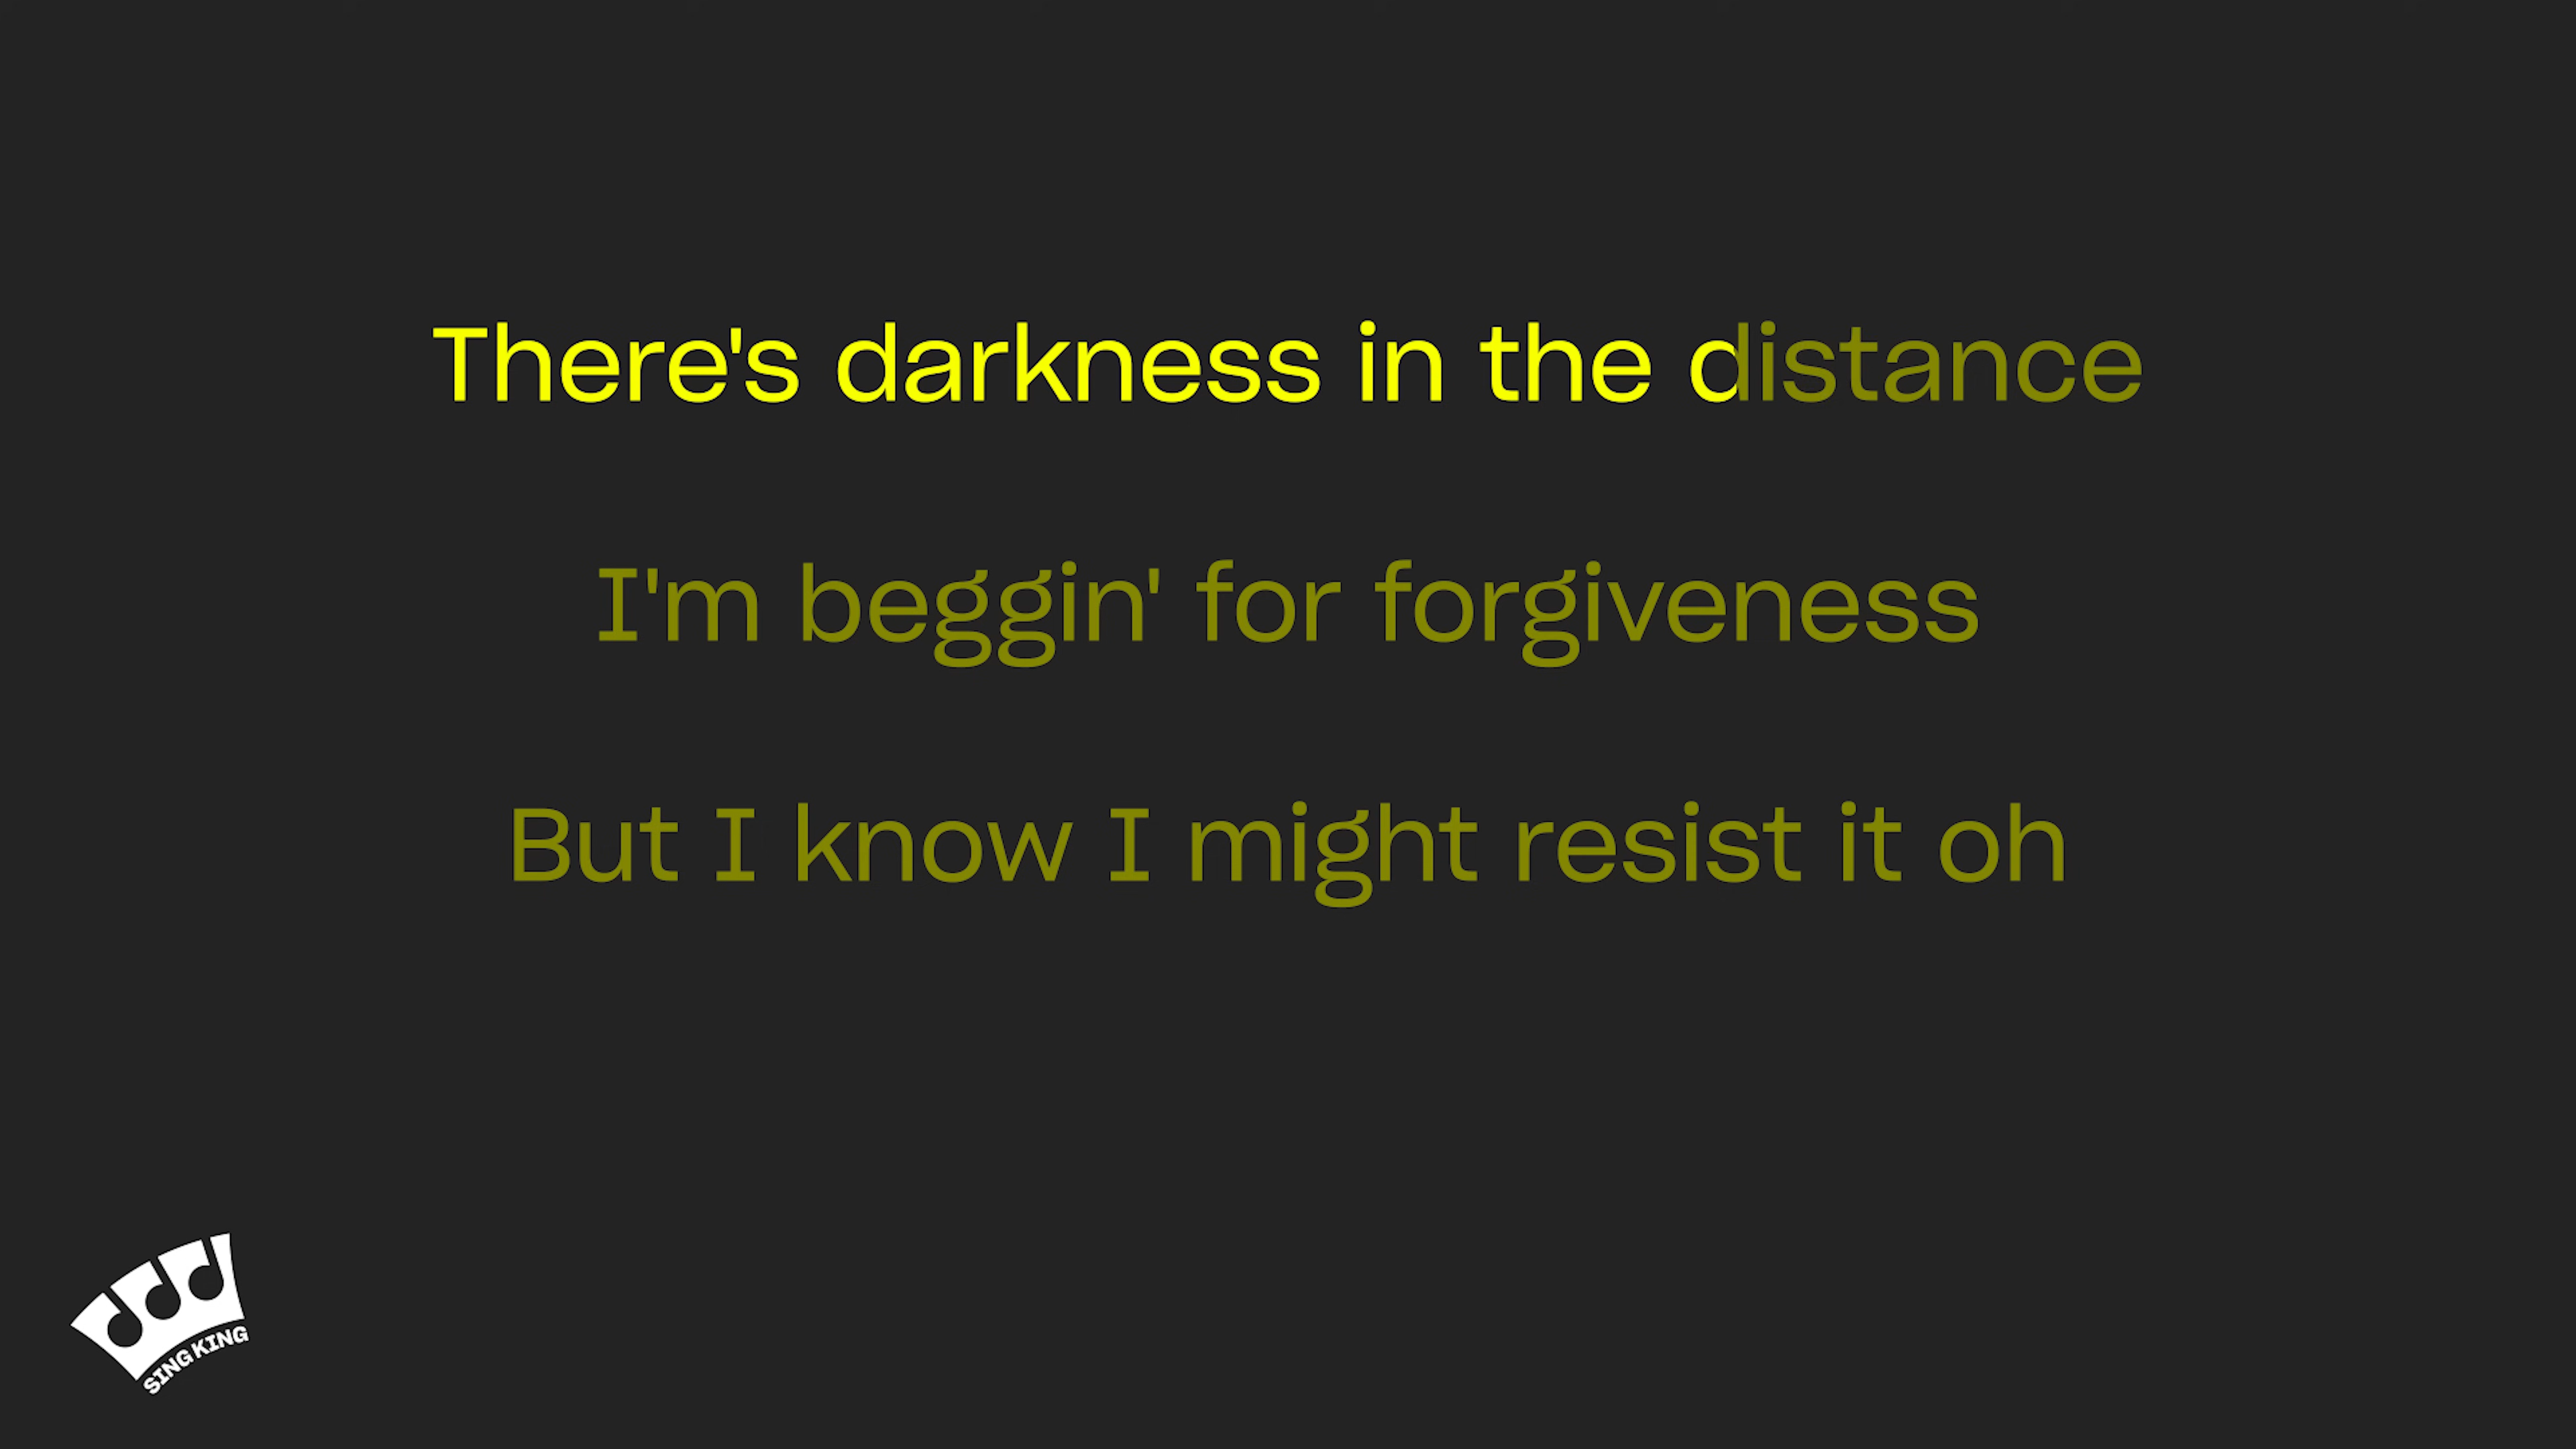 There's darkness in the distance
I'm beggin' for forgiveness
But I know I might resist it oh
SING KING